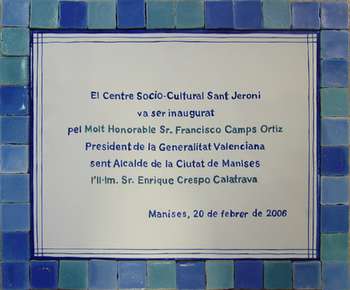 El Centre Socio-Cultural Sant Jeroni
va ser inaugurat
pel Molt Honorable Sr. Francisco Camps Ortiz
President de la Generalitat Valenciana
sent Alcalde de la Ciutat de Manises
l'Il·lm. Sr. Enrique Crespo Calatrava
Manises, 20 de febrer de 2006